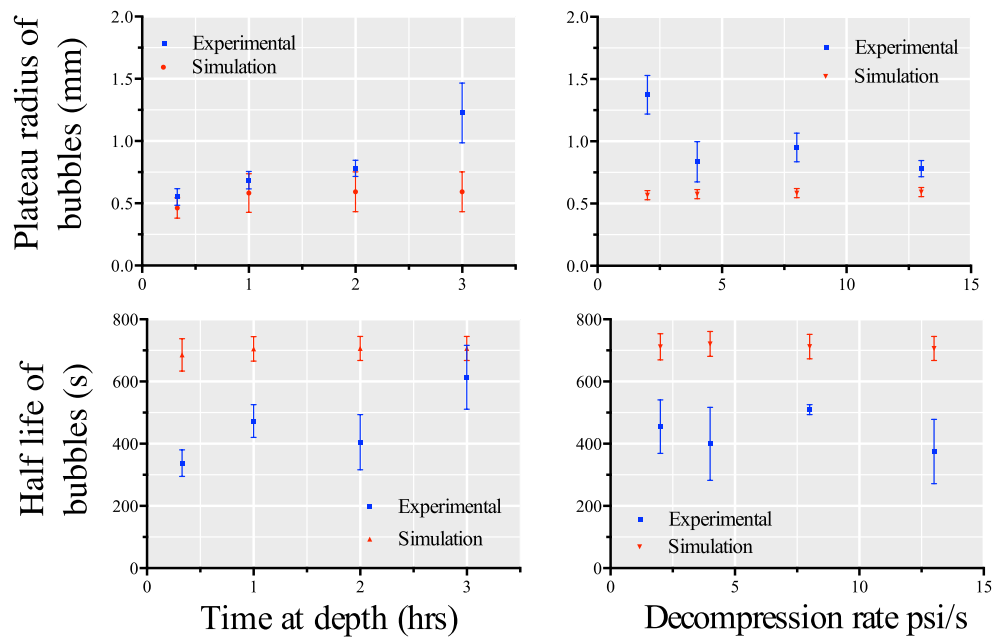 Plateau radius of
bubbles (mm)
2.0
1.5
1.0
0.5
0.0
Experimental
Simulation
0 1 2 3
2.0
1.5
1.0
0.5
0.0
Experimental
Simulation
0 5 10 15
Half life of
bubbles (s)
800
600
400
200
0
Experimental
Simulation
0 1 2 3
Time at depth (hrs)
800
600
400
200
0
Experimental
Simulation
0 5 10 15
Decompression rate psi/s